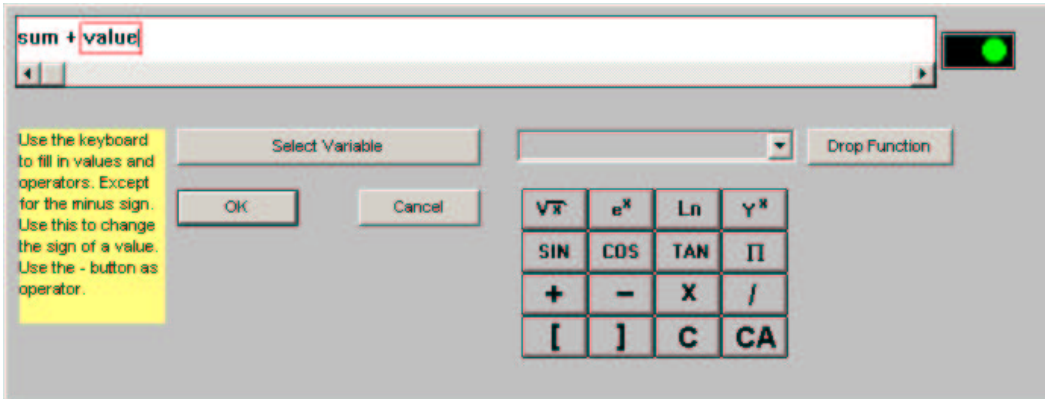 sum + value
Use the keyboard
to fill in values and
operators. Except
for the minus sign.
Use this to change
the sign of a value.
Use the - button as
operator.
Select Variable
Drop Function
OK
Cancel
√x eˣ Ln Yˣ
SIN COS TAN Π
+ − X /
[ ] C CA